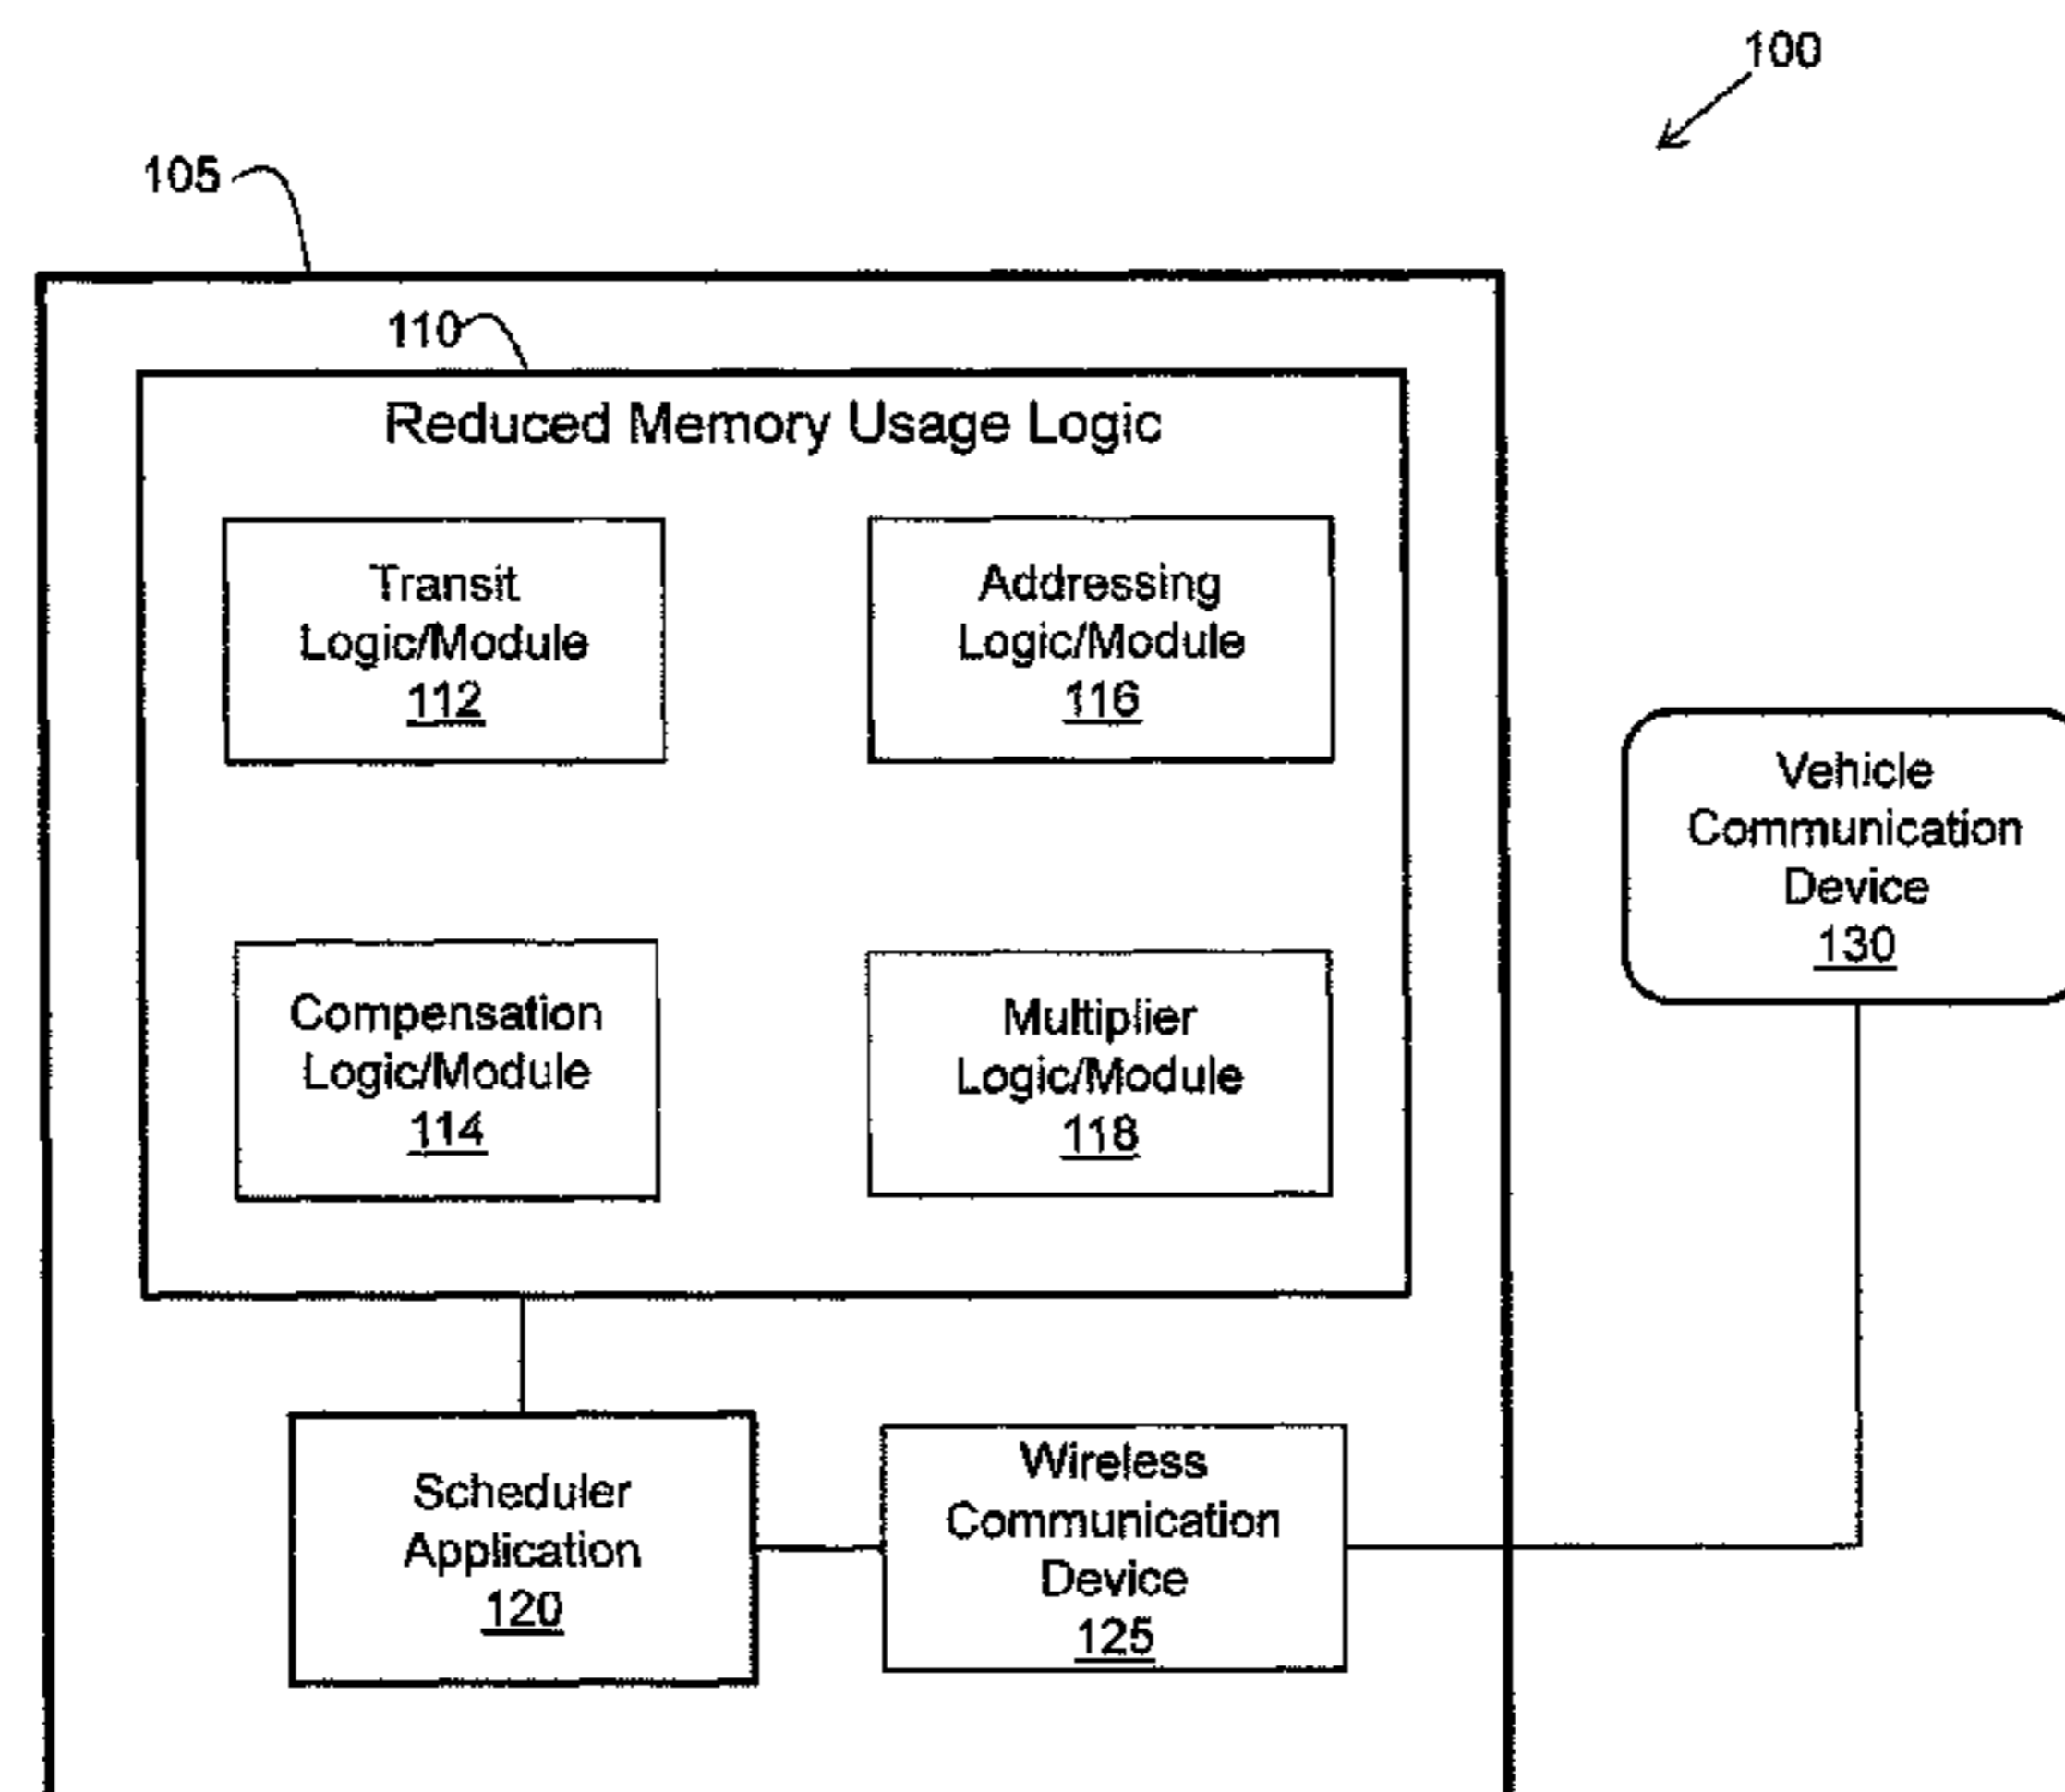 100
105
110
Reduced Memory Usage Logic
Transit
Logic/Module
112
Addressing
Logic/Module
116
Compensation
Logic/Module
114
Multiplier
Logic/Module
118
Vehicle
Communication
Device
130
Scheduler
Application
120
Wireless
Communication
Device
125